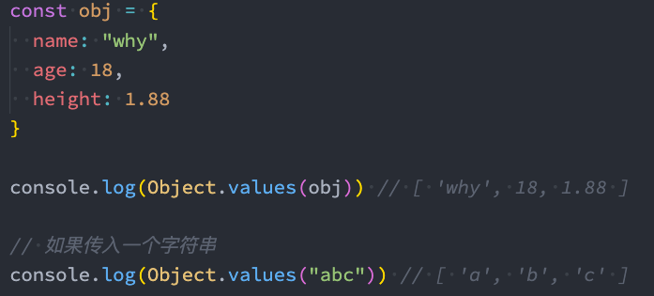 const obj = {
  name: "why",
  age: 18,
  height: 1.88
}
console.log(Object.values(obj)) // [ 'why', 18, 1.88 ]
// 如果传入一个字符串
console.log(Object.values("abc")) // [ 'a', 'b', 'c' ]